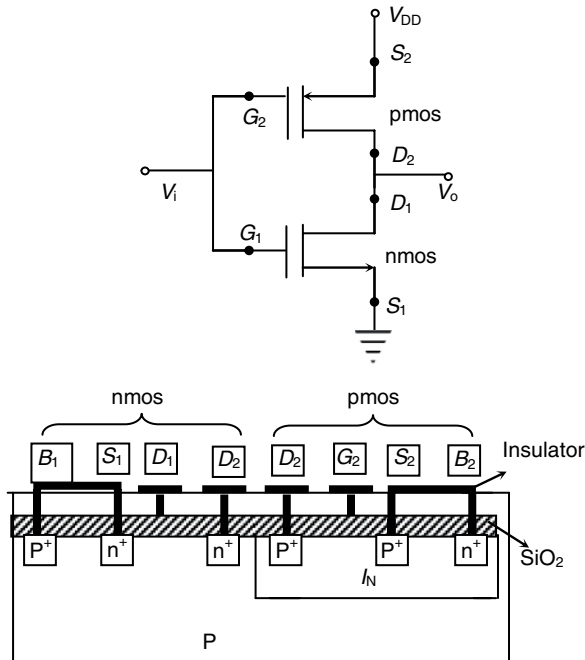 V_DD
S_2
G_2
pmos
D_2
V_i
V_o
D_1
G_1
nmos
S_1
nmos pmos
B_1 S_1 D_1 D_2 D_2 G_2 S_2 B_2 Insulator
P^+ n^+ n^+ P^+ P^+ n^+ SiO_2
I_N
P